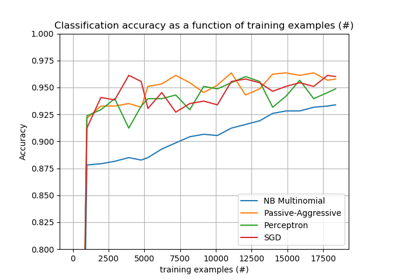 Classification accuracy as a function of training examples (#)
1.000
0.975
0.950
0.925
0.900
0.875
0.850
0.825
0.800
Accuracy
NB Multinomial
Passive-Aggressive
Perceptron
SGD
0 2500 5000 7500 10000 12500 15000 17500
training examples (#)